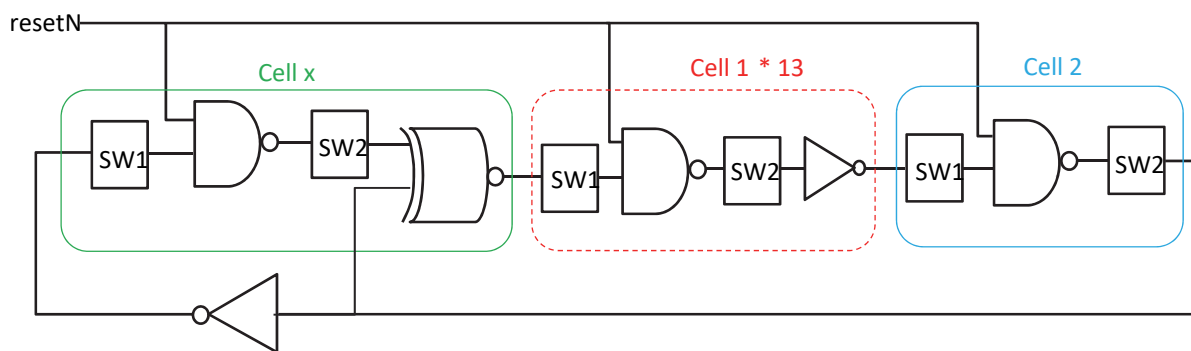 resetN
Cell x
Cell 1 * 13
Cell 2
SW1
SW2
SW1
SW2
SW1
SW2